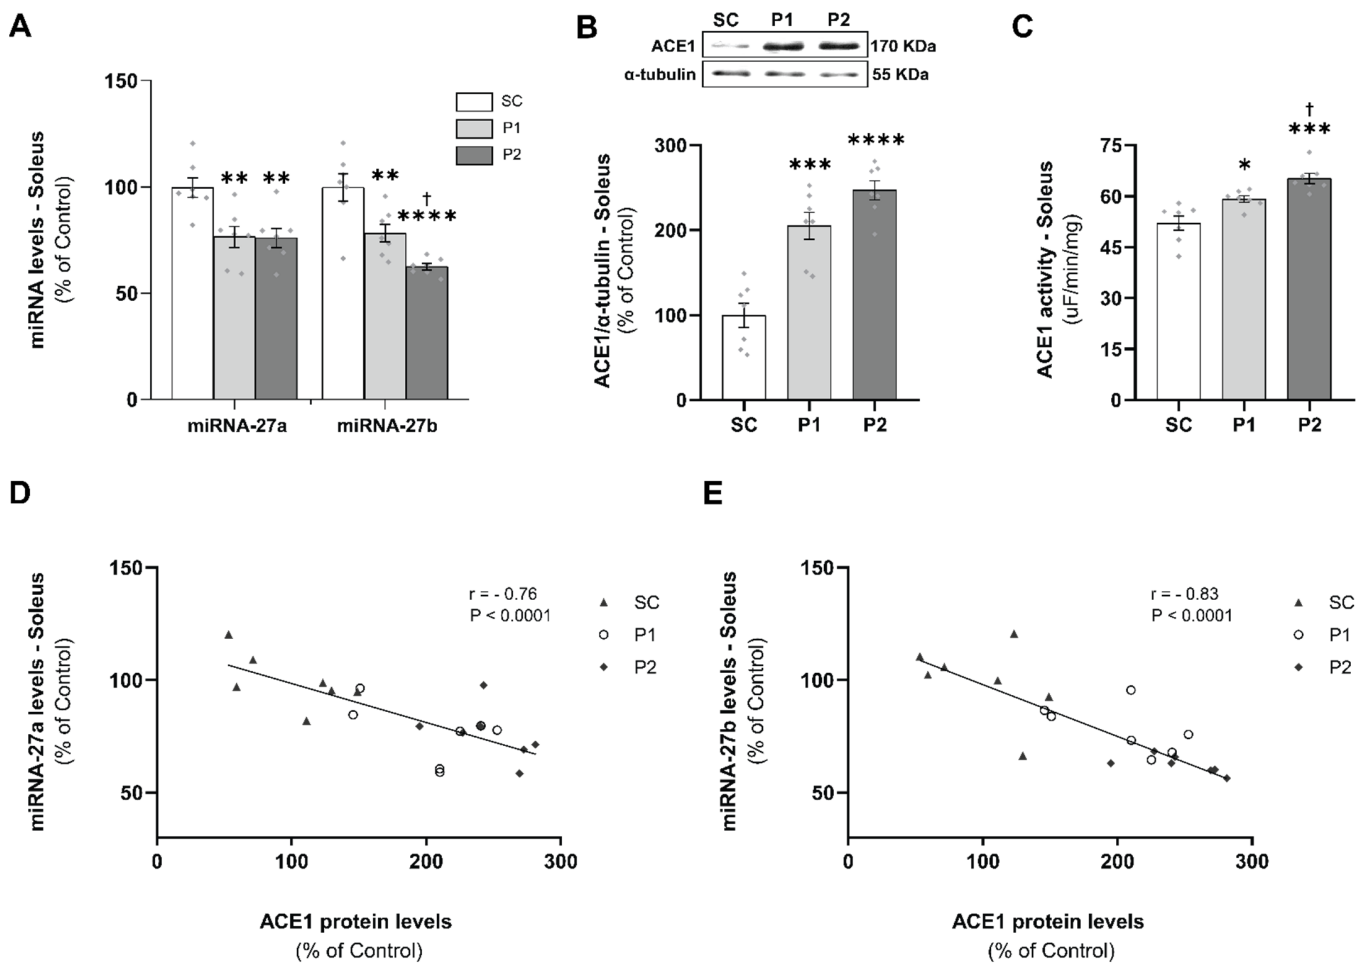 A
miRNA levels - Soleus
(% of Control)
150
100
50
0
** **
**
†
****
SC
P1
P2
miRNA-27a miRNA-27b
B
SC P1 P2
ACE1 170 KDa
α-tubulin 55 KDa
ACE1/α-tubulin - Soleus
(% of Control)
300
200
100
0
***
****
SC P1 P2
C
ACE1 activity - Soleus
(uF/min/mg)
75
60
45
30
15
0
*
†
***
SC P1 P2
D
miRNA-27a levels - Soleus
(% of Control)
150
100
50
r = - 0.76
P < 0.0001
SC
P1
P2
0 100 200 300
ACE1 protein levels
(% of Control)
E
miRNA-27b levels - Soleus
(% of Control)
150
100
50
r = - 0.83
P < 0.0001
SC
P1
P2
0 100 200 300
ACE1 protein levels
(% of Control)